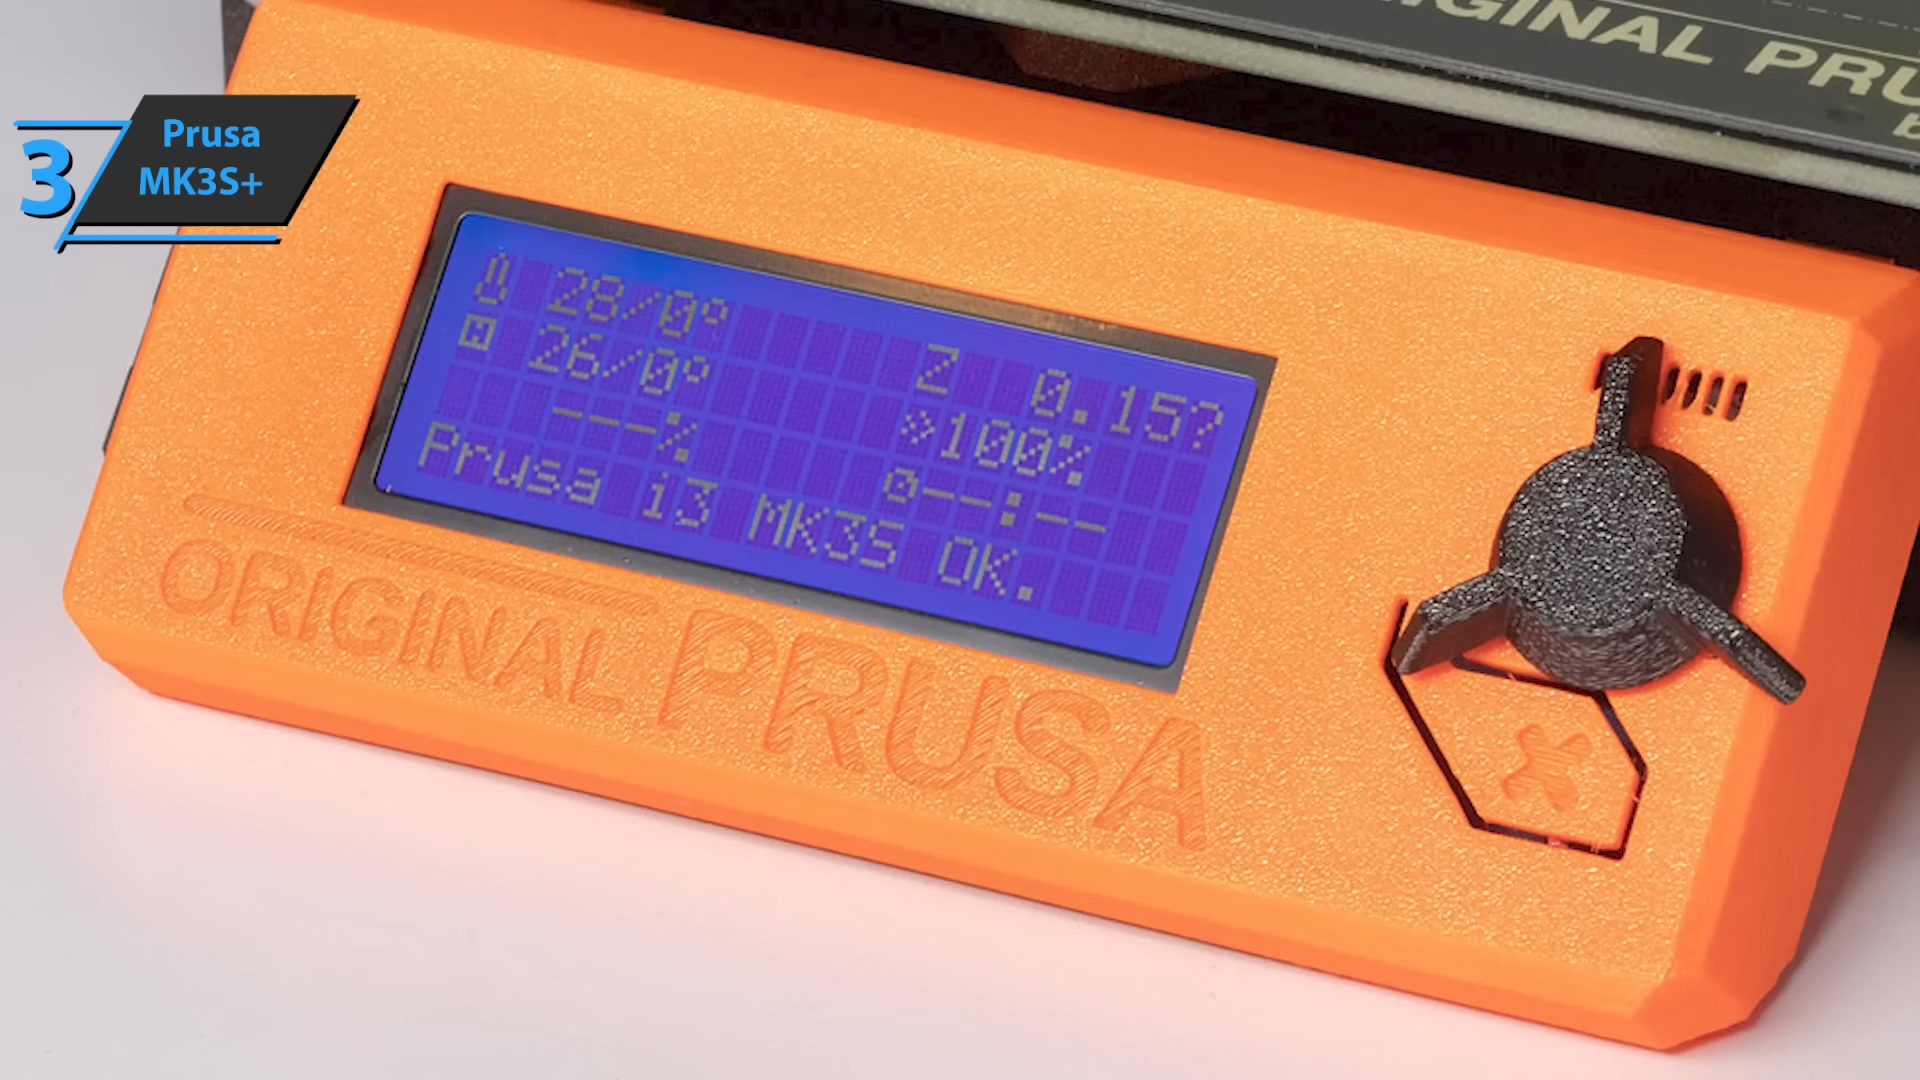 ORIGINAL PRU
3
Prusa
MK3S+
28/0° Z 0.15?
26/0° 100%
---% 0--:--
Prusa i3 MK3S OK.
ORIGINAL PRUSA